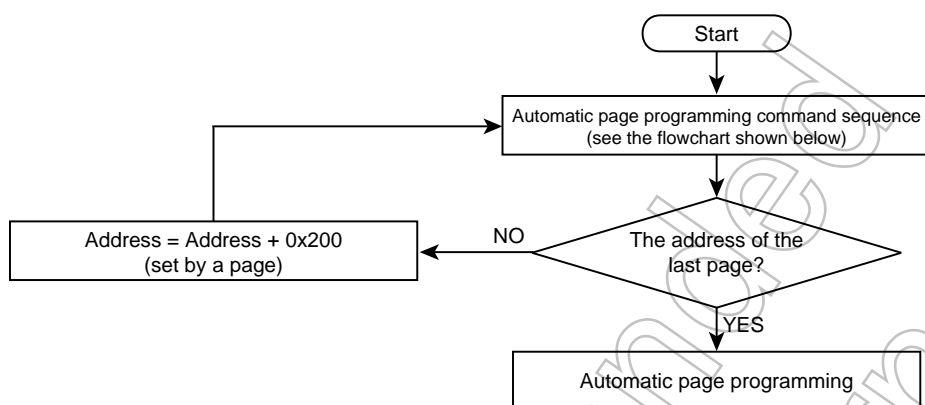 Start
Automatic page programming command sequence
(see the flowchart shown below)
Address = Address + 0x200
(set by a page)
NO
The address of the
last page?
YES
Automatic page programming